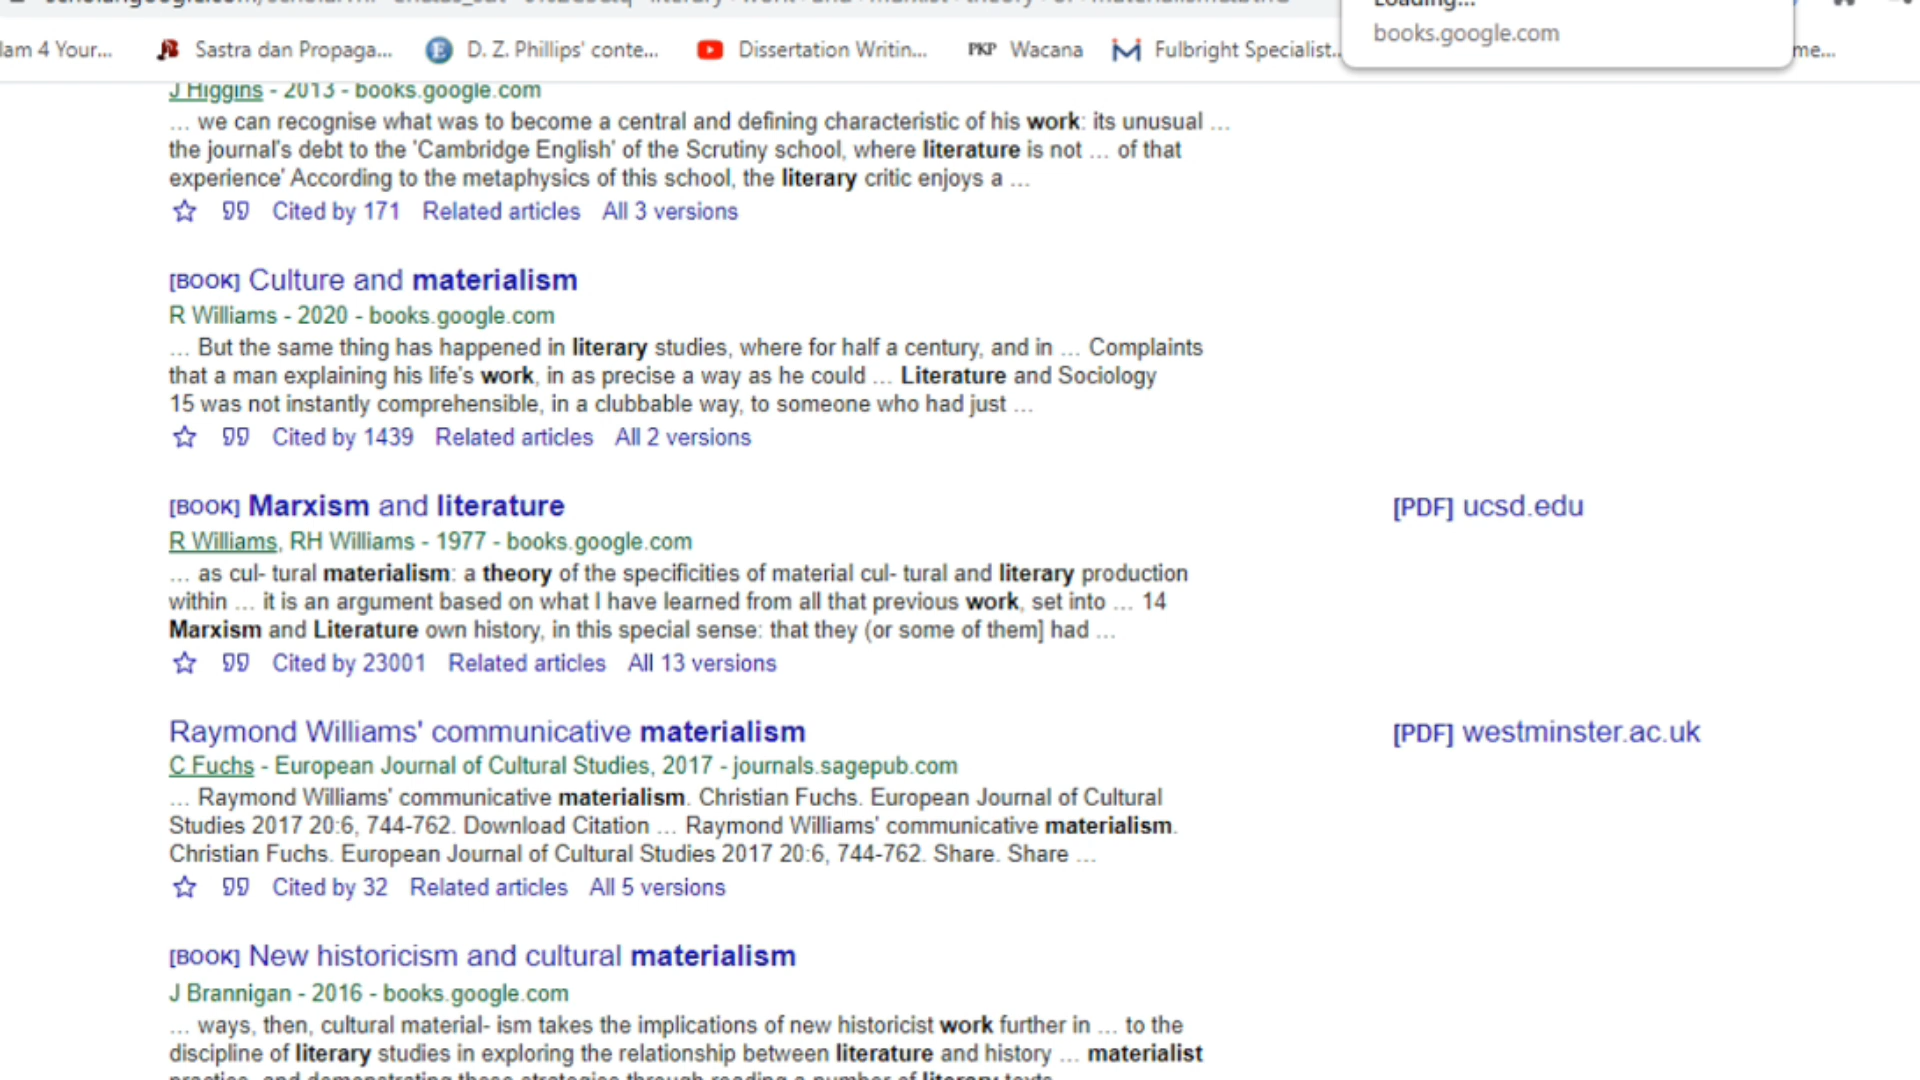 Loading...
books.google.com
lam 4 Your... Sastra dan Propaga... D. Z. Phillips' conte... Dissertation Writin... PKP Wacana Fulbright Specialist... me...
J Higgins - 2013 - books.google.com
... we can recognise what was to become a central and defining characteristic of his work: its unusual ...
the journal's debt to the 'Cambridge English' of the Scrutiny school, where literature is not ... of that
experience' According to the metaphysics of this school, the literary critic enjoys a ...
Cited by 171 Related articles All 3 versions
[BOOK] Culture and materialism
R Williams - 2020 - books.google.com
... But the same thing has happened in literary studies, where for half a century, and in ... Complaints
that a man explaining his life's work, in as precise a way as he could ... Literature and Sociology
15 was not instantly comprehensible, in a clubbable way, to someone who had just ...
Cited by 1439 Related articles All 2 versions
[BOOK] Marxism and literature [PDF] ucsd.edu
R Williams, RH Williams - 1977 - books.google.com
... as cul- tural materialism: a theory of the specificities of material cul- tural and literary production
within ... it is an argument based on what I have learned from all that previous work, set into ... 14
Marxism and Literature own history, in this special sense: that they (or some of them] had ...
Cited by 23001 Related articles All 13 versions
Raymond Williams' communicative materialism [PDF] westminster.ac.uk
C Fuchs - European Journal of Cultural Studies, 2017 - journals.sagepub.com
... Raymond Williams' communicative materialism. Christian Fuchs. European Journal of Cultural
Studies 2017 20:6, 744-762. Download Citation ... Raymond Williams' communicative materialism.
Christian Fuchs. European Journal of Cultural Studies 2017 20:6, 744-762. Share. Share ...
Cited by 32 Related articles All 5 versions
[BOOK] New historicism and cultural materialism
J Brannigan - 2016 - books.google.com
... ways, then, cultural material- ism takes the implications of new historicist work further in ... to the
discipline of literary studies in exploring the relationship between literature and history ... materialist
practice, and demonstrating these strategies through reading a number of literary texts